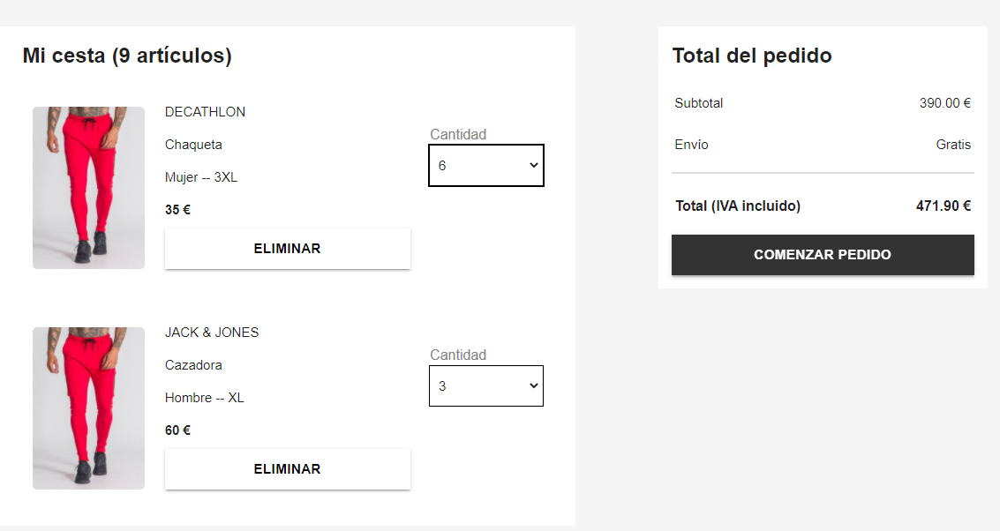 Mi cesta (9 artículos)
DECATHLON
Chaqueta
Mujer -- 3XL
35 €
ELIMINAR
Cantidad
6
JACK & JONES
Cazadora
Hombre -- XL
60 €
ELIMINAR
Cantidad
3
Total del pedido
Subtotal 390.00 €
Envío Gratis
Total (IVA incluido) 471.90 €
COMENZAR PEDIDO